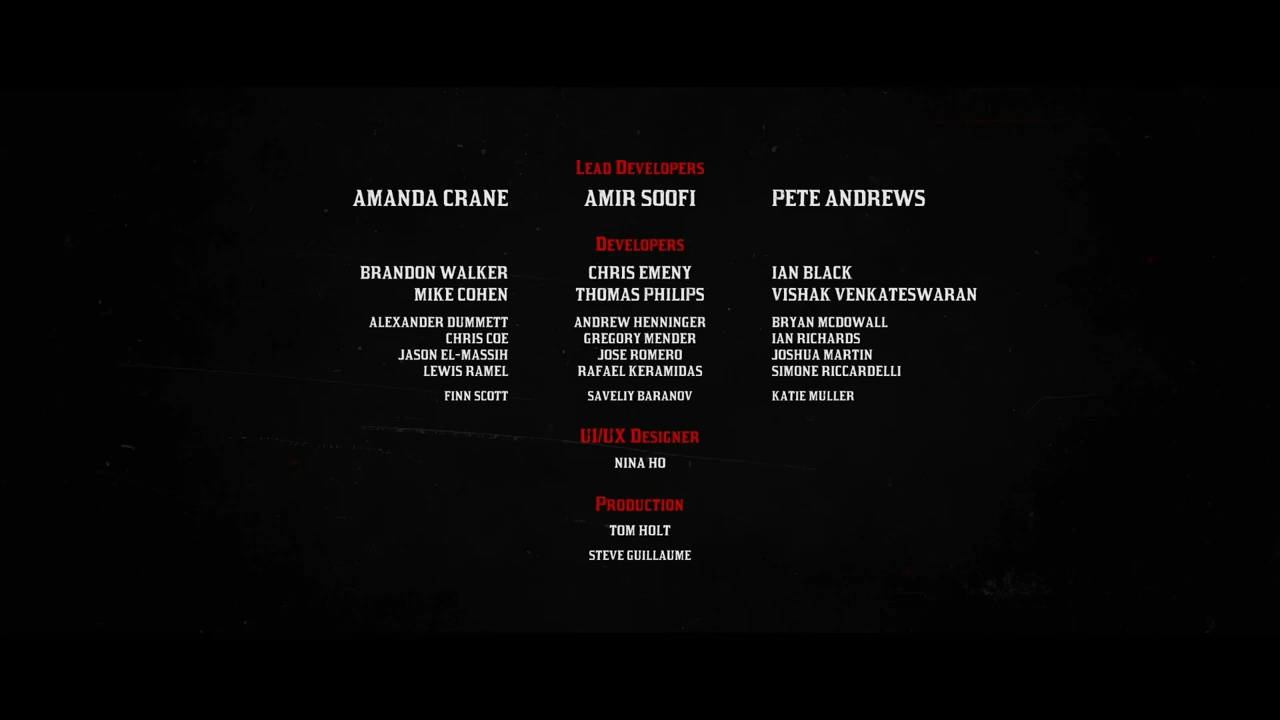 Lead Developers
AMANDA CRANE AMIR SOOFI PETE ANDREWS
Developers
BRANDON WALKER CHRIS EMENY IAN BLACK
MIKE COHEN THOMAS PHILIPS VISHAK VENKATESWARAN
ALEXANDER DUMMETT ANDREW HENNINGER BRYAN MCDOWALL
CHRIS COE GREGORY MENDER IAN RICHARDS
JASON EL-MASSIH JOSE ROMERO JOSHUA MARTIN
LEWIS RAMEL RAFAEL KERAMIDAS SIMONE RICCARDELLI
FINN SCOTT SAVELIY BARANOV KATIE MULLER
UI/UX Designer
NINA HO
Production
TOM HOLT
STEVE GUILLAUME